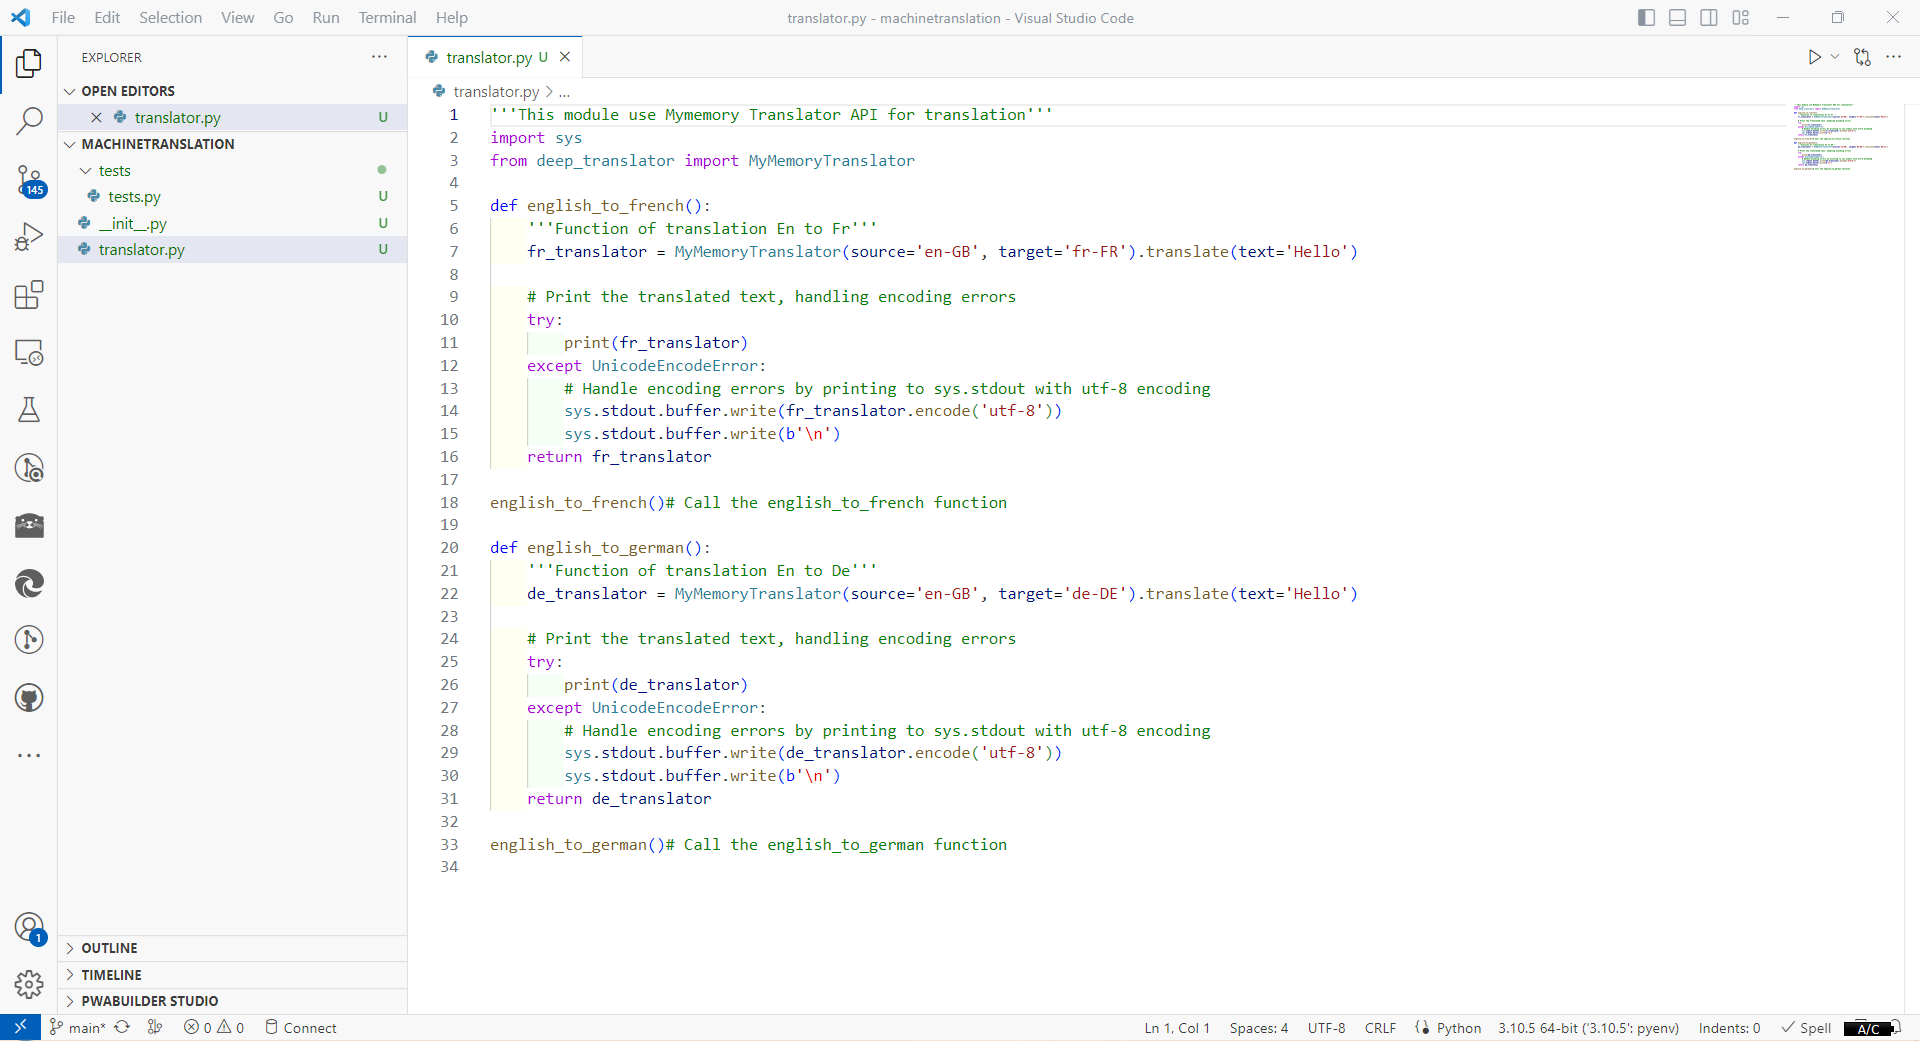 File Edit Selection View Go Run Terminal Help translator.py - machinetranslation - Visual Studio Code
EXPLORER
OPEN EDITORS
translator.py U
MACHINETRANSLATION
tests
tests.py U
__init__.py U
translator.py U
145
1
OUTLINE
TIMELINE
PWABUILDER STUDIO
translator.py U
translator.py > ...
1 '''This module use Mymemory Translator API for translation'''
2 import sys
3 from deep_translator import MyMemoryTranslator
4
5 def english_to_french():
6     '''Function of translation En to Fr'''
7     fr_translator = MyMemoryTranslator(source='en-GB', target='fr-FR').translate(text='Hello')
8
9     # Print the translated text, handling encoding errors
10     try:
11         print(fr_translator)
12     except UnicodeEncodeError:
13         # Handle encoding errors by printing to sys.stdout with utf-8 encoding
14         sys.stdout.buffer.write(fr_translator.encode('utf-8'))
15         sys.stdout.buffer.write(b'\n')
16     return fr_translator
17
18 english_to_french()# Call the english_to_french function
19
20 def english_to_german():
21     '''Function of translation En to De'''
22     de_translator = MyMemoryTranslator(source='en-GB', target='de-DE').translate(text='Hello')
23
24     # Print the translated text, handling encoding errors
25     try:
26         print(de_translator)
27     except UnicodeEncodeError:
28         # Handle encoding errors by printing to sys.stdout with utf-8 encoding
29         sys.stdout.buffer.write(de_translator.encode('utf-8'))
30         sys.stdout.buffer.write(b'\n')
31     return de_translator
32
33 english_to_german()# Call the english_to_german function
34
main* 0 0 Connect Ln 1, Col 1 Spaces: 4 UTF-8 CRLF Python 3.10.5 64-bit ('3.10.5': pyenv) Indents: 0 Spell A/C